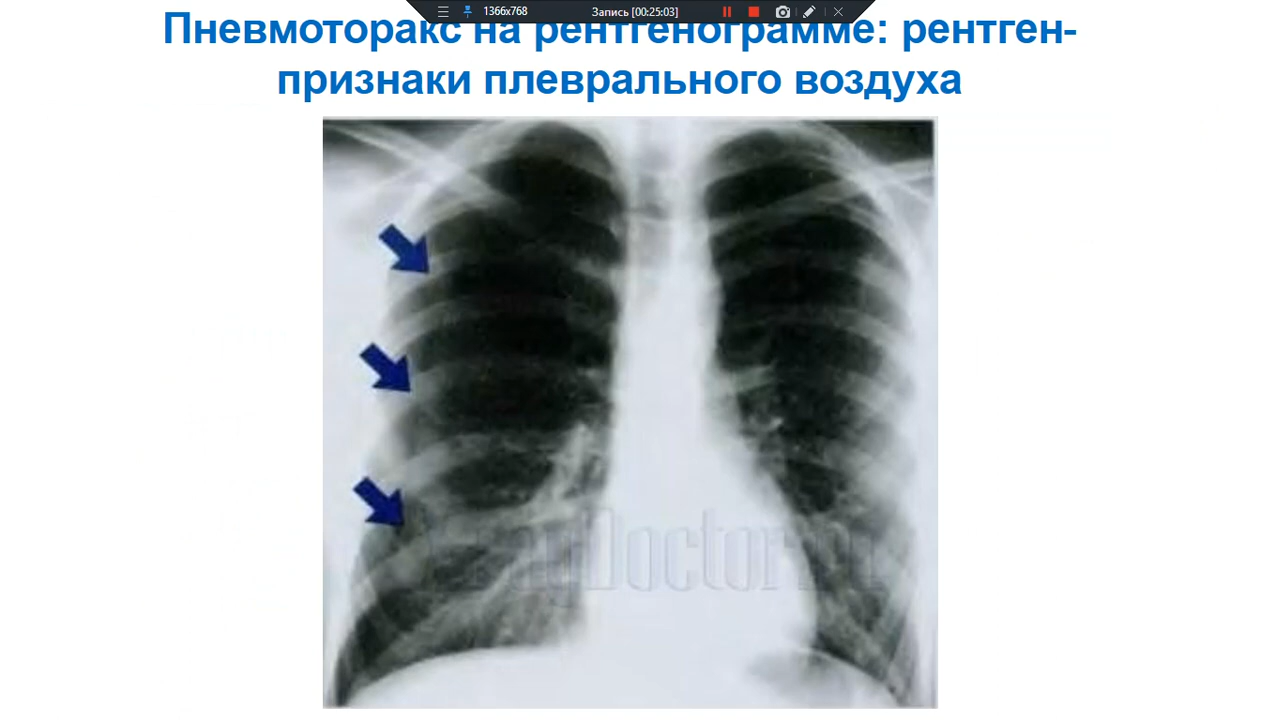 1366x768
Запись [00:25:03]
Пневмоторакс на рентгенограмме: рентген-
признаки плеврального воздуха